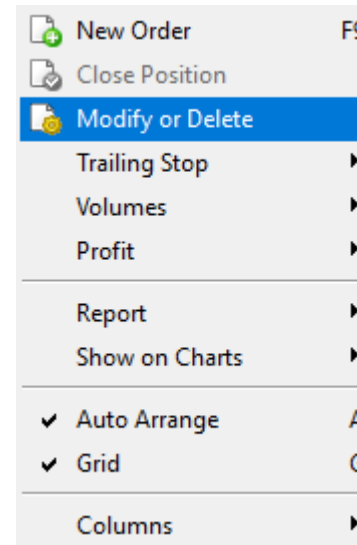 New Order F9
Close Position
Modify or Delete
Trailing Stop
Volumes
Profit
Report
Show on Charts
Auto Arrange A
Grid
Columns